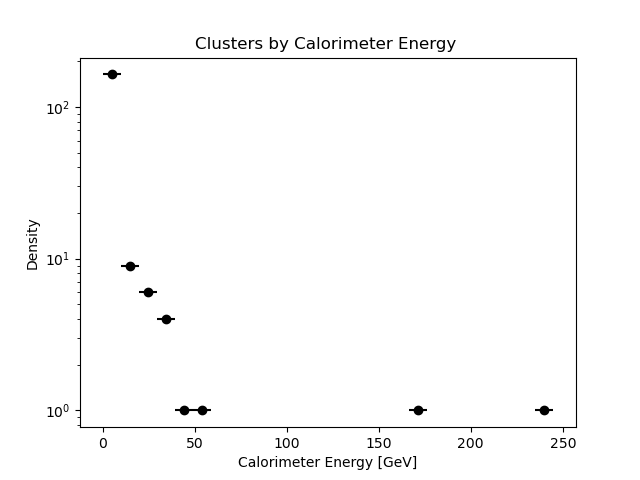 Clusters by Calorimeter Energy
Density
10²
10¹
10⁰
0 50 100 150 200 250
Calorimeter Energy [GeV]